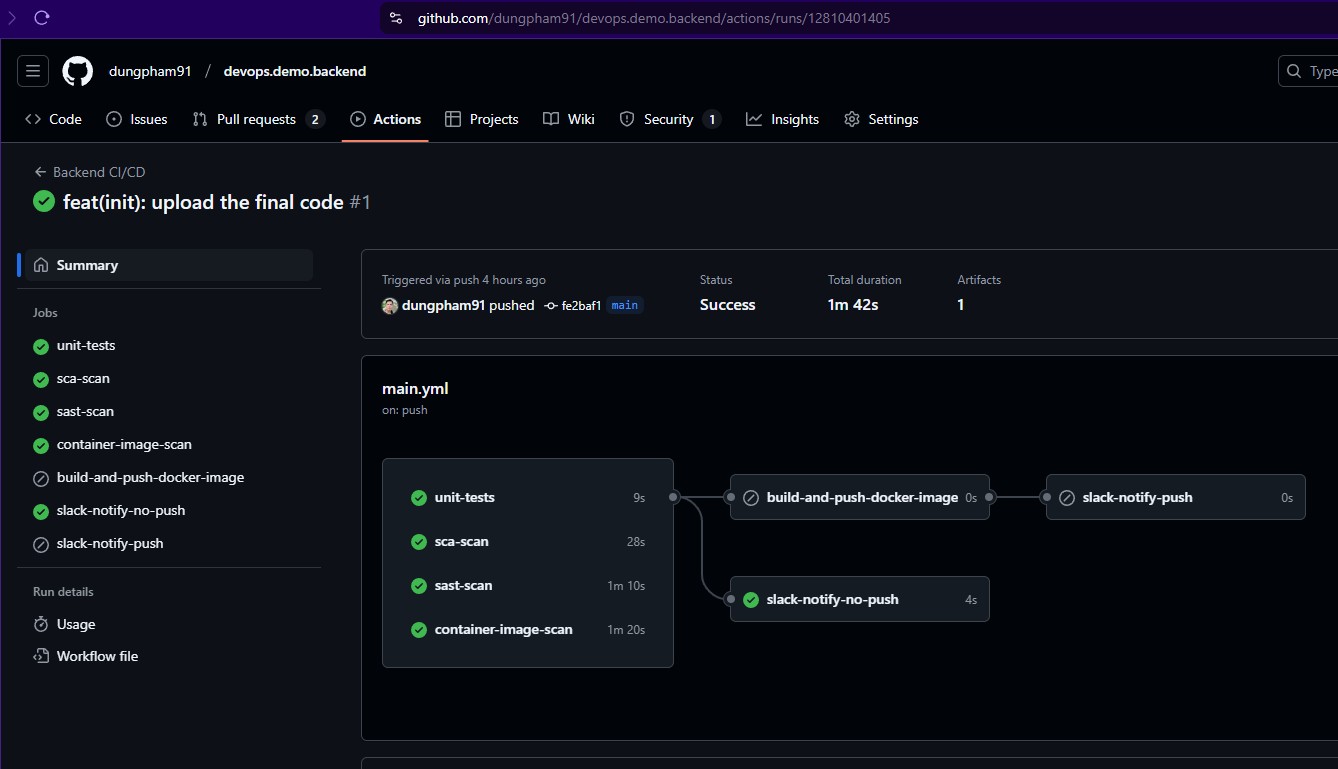 github.com/dungpham91/devops.demo.backend/actions/runs/12810401405
dungpham91 / devops.demo.backend
Type
Code Issues Pull requests 2 Actions Projects Wiki Security 1 Insights Settings
Backend CI/CD
feat(init): upload the final code #1
Summary
Jobs
unit-tests
sca-scan
sast-scan
container-image-scan
build-and-push-docker-image
slack-notify-no-push
slack-notify-push
Run details
Usage
Workflow file
Triggered via push 4 hours ago
dungpham91 pushed fe2baf1 main
Status
Success
Total duration
1m 42s
Artifacts
1
main.yml
on: push
unit-tests 9s
sca-scan 28s
sast-scan 1m 10s
container-image-scan 1m 20s
build-and-push-docker-image 0s
slack-notify-push 0s
slack-notify-no-push 4s